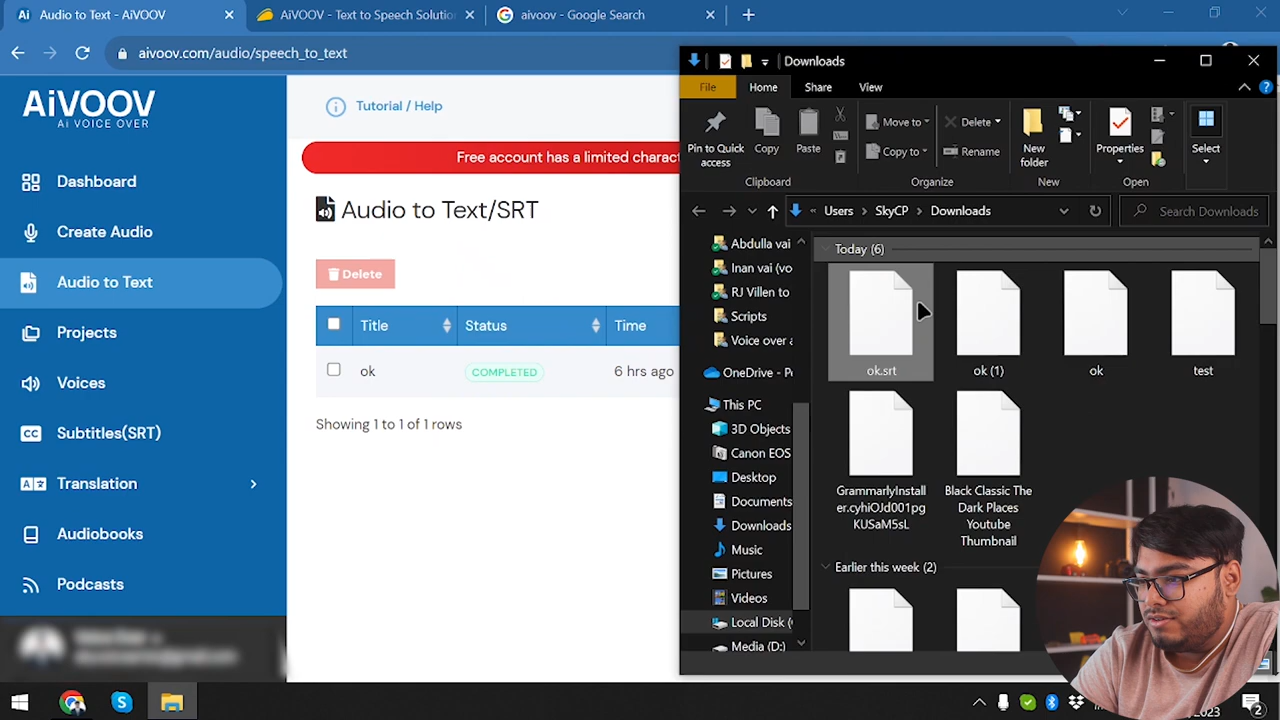 Audio to Text - AiVOOV
AiVOOV - Text to Speech Solution
aivoov - Google Search
aivoov.com/audio/speech_to_text
AiVOOV
Ai VOICE OVER
Dashboard
Create Audio
Audio to Text
Projects
Voices
CC Subtitles(SRT)
Translation
Audiobooks
Podcasts
Tutorial / Help
Free account has a limited charact
Audio to Text/SRT
Delete
Title Status Time
ok COMPLETED 6 hrs ago
Showing 1 to 1 of 1 rows
Downloads
File Home Share View
Pin to Quick access
Copy
Paste
Move to
Copy to
Delete
Rename
New folder
Properties
Select
Clipboard Organize New Open
Users SkyCP Downloads
Search Downloads
Abdulla vai
Inan vai (vo
RJ Villen to
Scripts
Voice over a
OneDrive - Pe
This PC
3D Objects
Canon EOS
Desktop
Documents
Downloads
Music
Pictures
Videos
Local Disk (
Media (D:)
Today (6)
ok.srt
ok (1)
ok
test
GrammarlyInstall
er.cyhiOJd001pg
KUSaM5sL
Black Classic The
Dark Places
Youtube
Thumbnail
Earlier this week (2)
2023
2